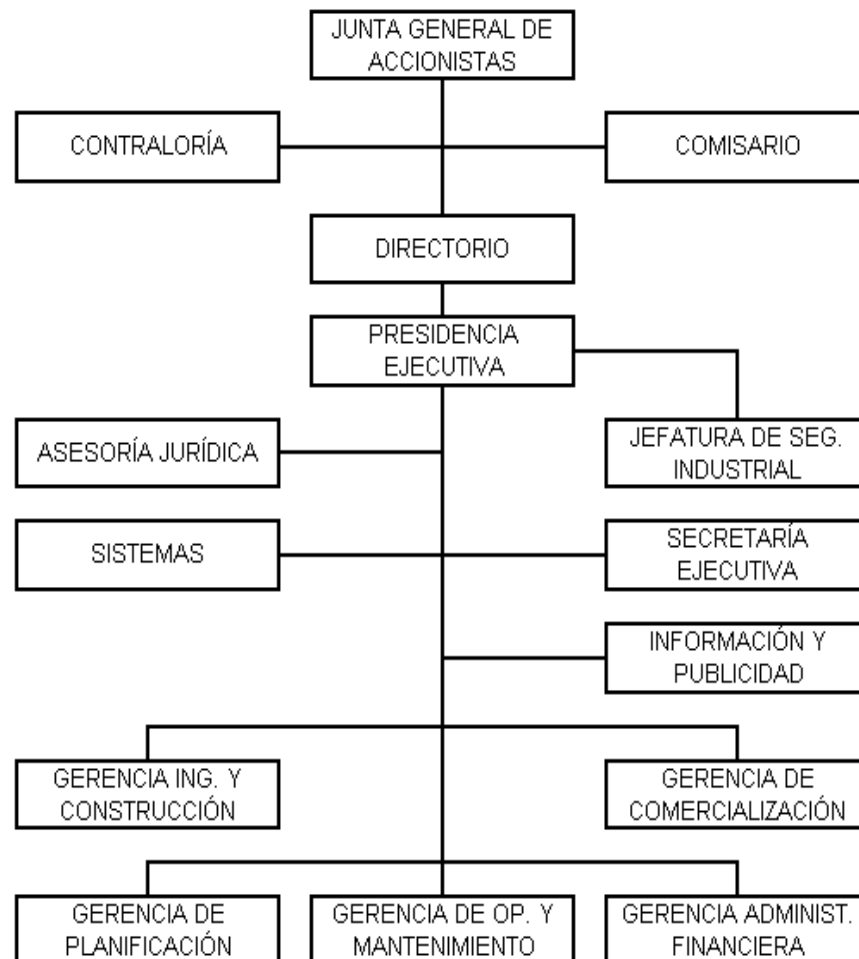 JUNTA GENERAL DE
ACCIONISTAS
CONTRALORÍA
COMISARIO
DIRECTORIO
PRESIDENCIA
EJECUTIVA
ASESORÍA JURÍDICA
JEFATURA DE SEG.
INDUSTRIAL
SISTEMAS
SECRETARÍA
EJECUTIVA
INFORMACIÓN Y
PUBLICIDAD
GERENCIA ING. Y
CONSTRUCCIÓN
GERENCIA DE
COMERCIALIZACIÓN
GERENCIA DE
PLANIFICACIÓN
GERENCIA DE OP. Y
MANTENIMIENTO
GERENCIA ADMINIST.
FINANCIERA